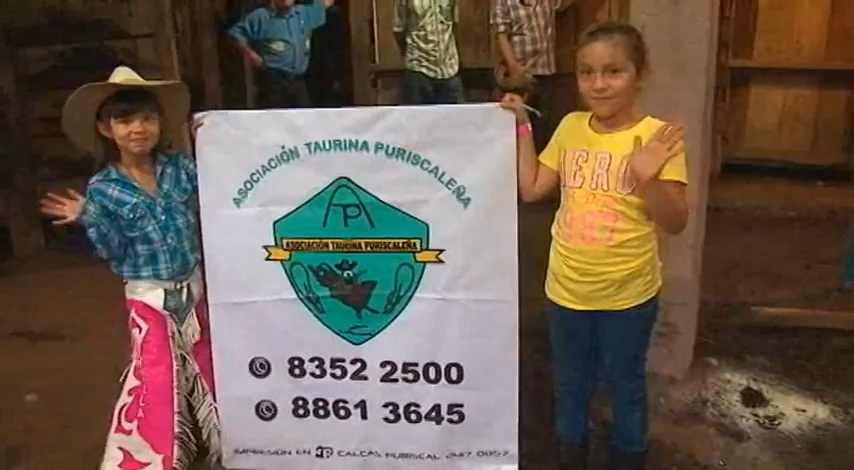 ASOCIACIÓN TAURINA PURISCALEÑA
AP
ASOCIACIÓN TAURINA PURISCALEÑA
8352 2500
8861 3645
IMPRESIÓN EN CALCAS PURISCAL
AERO